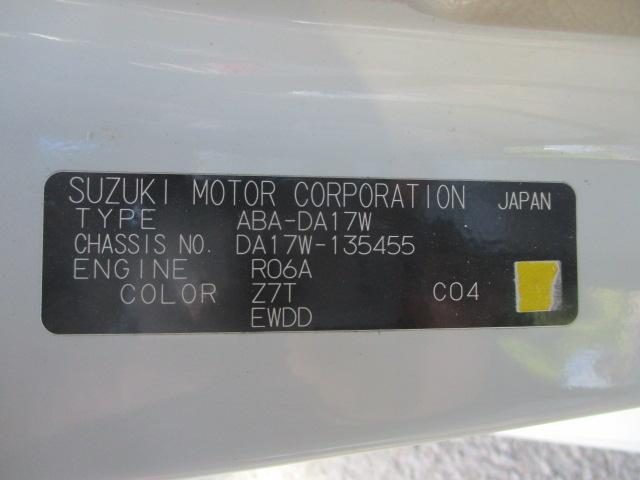 SUZUKI MOTOR CORPORATION JAPAN
TYPE ABA-DA17W
CHASSIS NO. DA17W-135455
ENGINE R06A
COLOR Z7T C04
EWDD